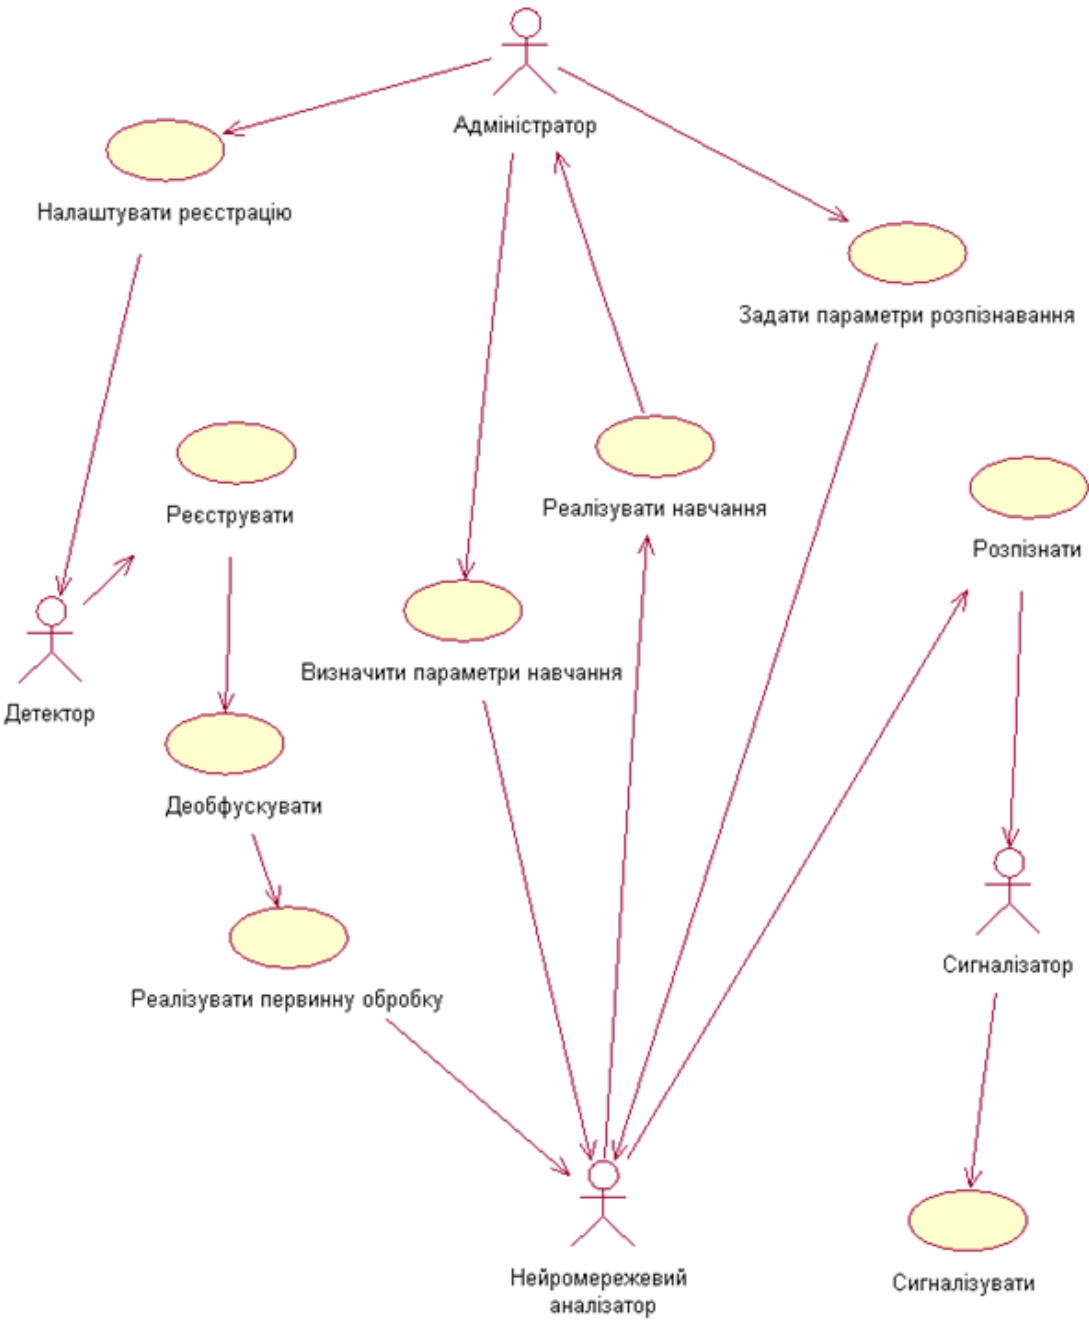 Адміністратор
Налаштувати реєстрацію
Задати параметри розпізнавання
Реєструвати
Реалізувати навчання
Розпізнати
Визначити параметри навчання
Детектор
Деобфускувати
Сигналізатор
Реалізувати первинну обробку
Нейромережевий
аналізатор
Сигналізувати